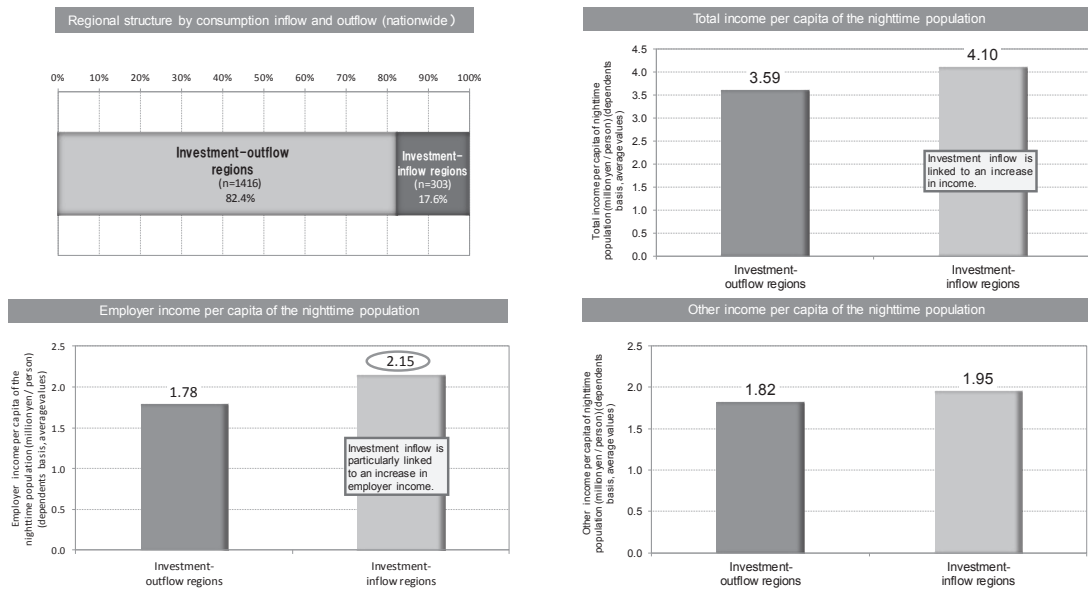 Regional structure by consumption inflow and outflow (nationwide)
0% 10% 20% 30% 40% 50% 60% 70% 80% 90% 100%
Investment-outflow
regions
(n=1416)
82.4%
Investment-
inflow regions
(n=303)
17.6%
Total income per capita of the nighttime population
Total income per capita of nighttime
population (million yen / person) (dependents
basis, average values)
4.5
4.0
3.5
3.0
2.5
2.0
1.5
1.0
0.5
0.0
3.59
4.10
Investment inflow is
linked to an increase
in income.
Investment-
outflow regions
Investment-
inflow regions
Employer income per capita of the nighttime population
Employer income per capita of the
nighttime population (million yen / person)
(dependents basis, average values)
2.5
2.0
1.5
1.0
0.5
0.0
1.78
2.15
Investment inflow is
particularly linked
to an increase in
employer income.
Investment-
outflow regions
Investment-
inflow regions
Other income per capita of the nighttime population
Other income per capita of nighttime
population (million yen / person) (dependents
basis, average values)
2.5
2.0
1.5
1.0
0.5
0.0
1.82
1.95
Investment-
outflow regions
Investment-
inflow regions